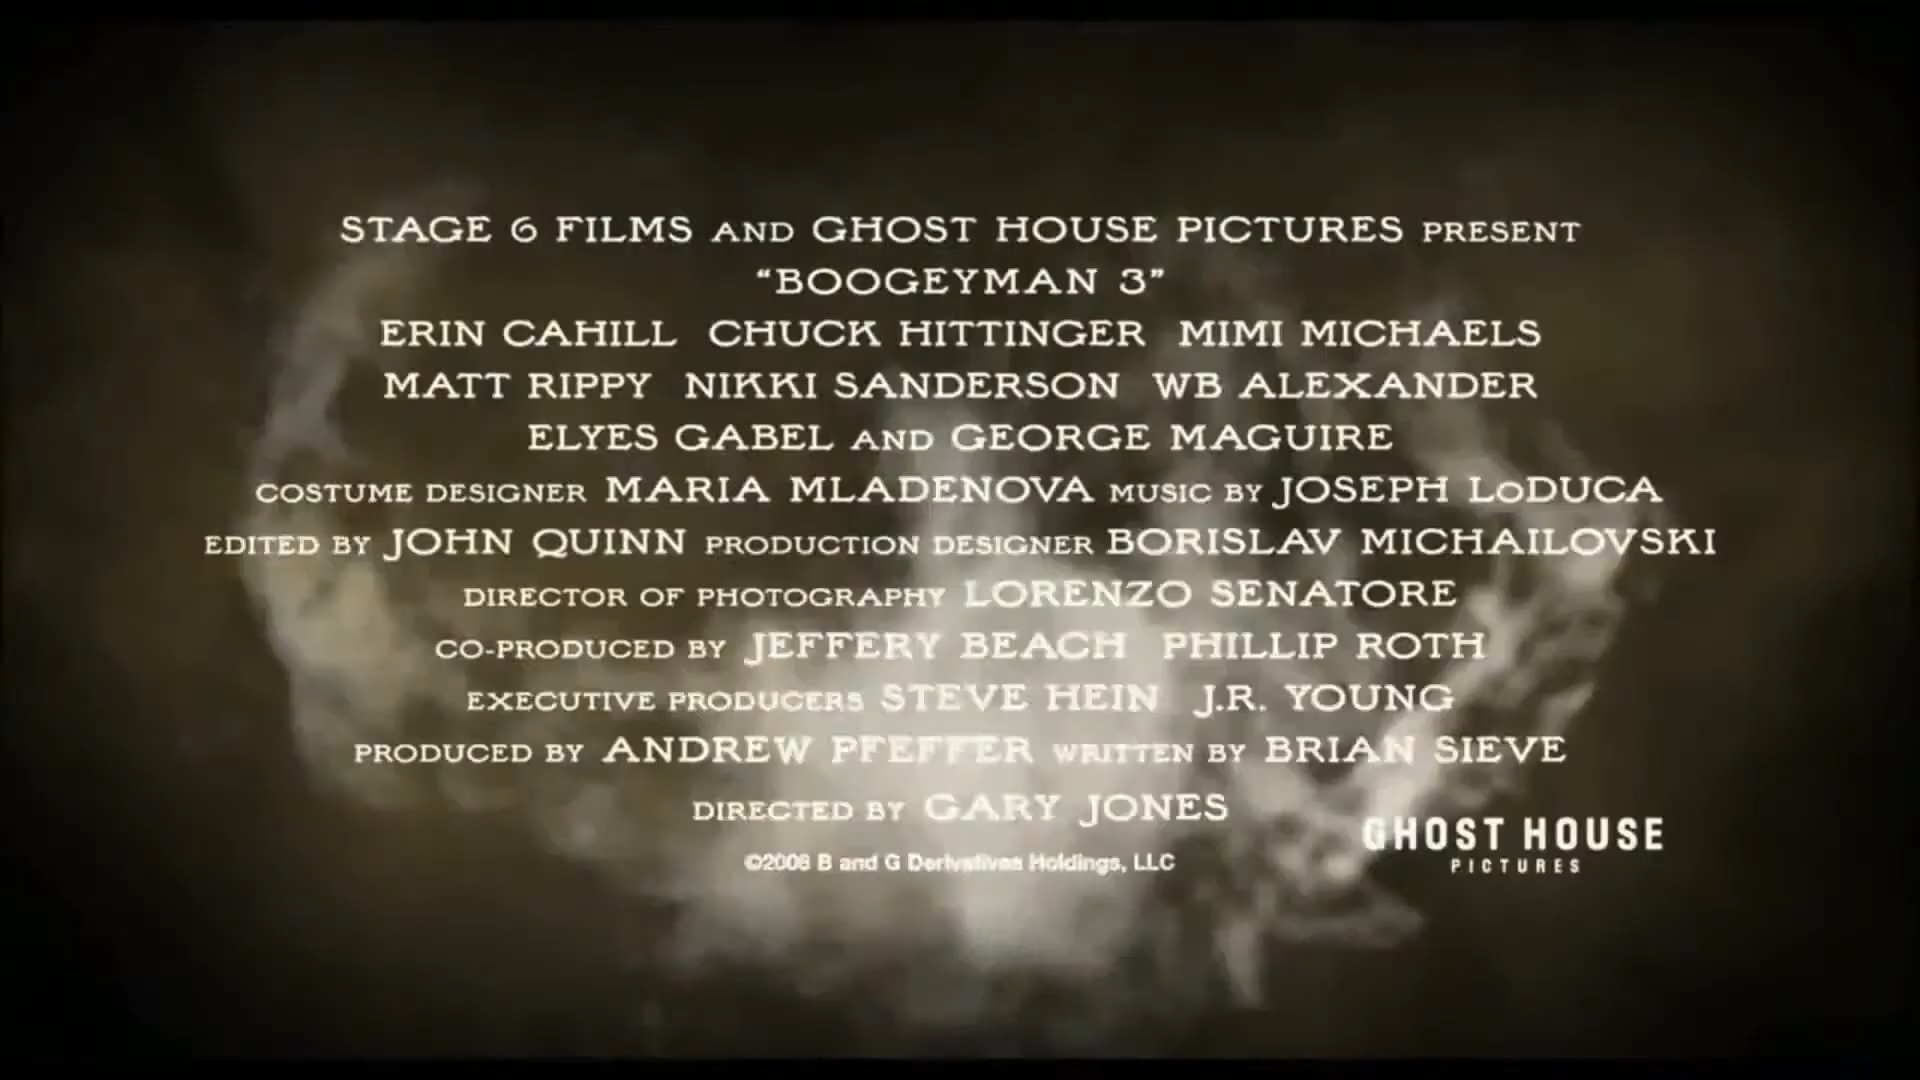 STAGE 6 FILMS AND GHOST HOUSE PICTURES PRESENT
“BOOGEYMAN 3”
ERIN CAHILL CHUCK HITTINGER MIMI MICHAELS
MATT RIPPY NIKKI SANDERSON WB ALEXANDER
ELYES GABEL AND GEORGE MAGUIRE
COSTUME DESIGNER MARIA MLADENOVA MUSIC BY JOSEPH LoDUCA
EDITED BY JOHN QUINN PRODUCTION DESIGNER BORISLAV MICHAILOVSKI
DIRECTOR OF PHOTOGRAPHY LORENZO SENATORE
CO-PRODUCED BY JEFFERY BEACH PHILLIP ROTH
EXECUTIVE PRODUCERS STEVE HEIN J.R. YOUNG
PRODUCED BY ANDREW PFEFFER WRITTEN BY BRIAN SIEVE
DIRECTED BY GARY JONES
©2008 B and G Derivatives Holdings, LLC
GHOST HOUSE
PICTURES